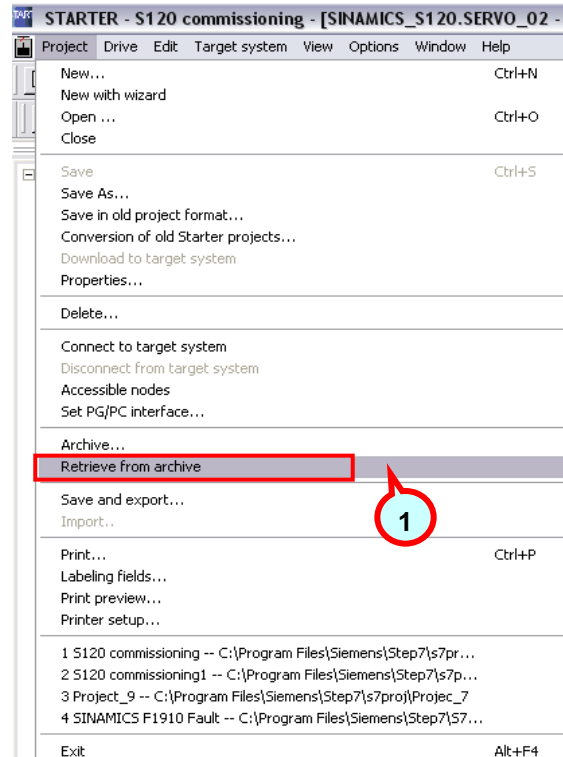 START STARTER - S120 commissioning - [SINAMICS_S120.SERVO_02 -
Project Drive Edit Target system View Options Window Help
New... Ctrl+N
New with wizard
Open ... Ctrl+O
Close
Save Ctrl+S
Save As...
Save in old project format...
Conversion of old Starter projects...
Download to target system
Properties...
Delete...
Connect to target system
Disconnect from target system
Accessible nodes
Set PG/PC interface...
Archive...
Retrieve from archive
1
Save and export...
Import..
Print... Ctrl+P
Labeling fields...
Print preview...
Printer setup...
1 S120 commissioning -- C:\Program Files\Siemens\Step7\s7pr...
2 S120 commissioning1 -- C:\Program Files\Siemens\Step7\s7p...
3 Project_9 -- C:\Program Files\Siemens\Step7\s7proj\Projec_7
4 SINAMICS F1910 Fault -- C:\Program Files\Siemens\Step7\S7...
Exit Alt+F4